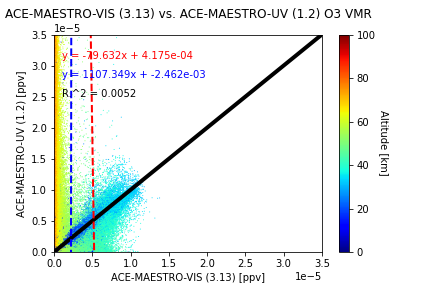 ACE-MAESTRO-VIS (3.13) vs. ACE-MAESTRO-UV (1.2) O3 VMR
1e−5
3.5
3.0
2.5
2.0
1.5
1.0
0.5
0.0
ACE-MAESTRO-UV (1.2) [ppv]
y = -79.632x + 4.175e-04
y = 1107.349x + -2.462e-03
R^2 = 0.0052
0.0
0.5
1.0
1.5
2.0
2.5
3.0
3.5
1e−5
ACE-MAESTRO-VIS (3.13) [ppv]
100
80
60
40
20
0
Altitude [km]